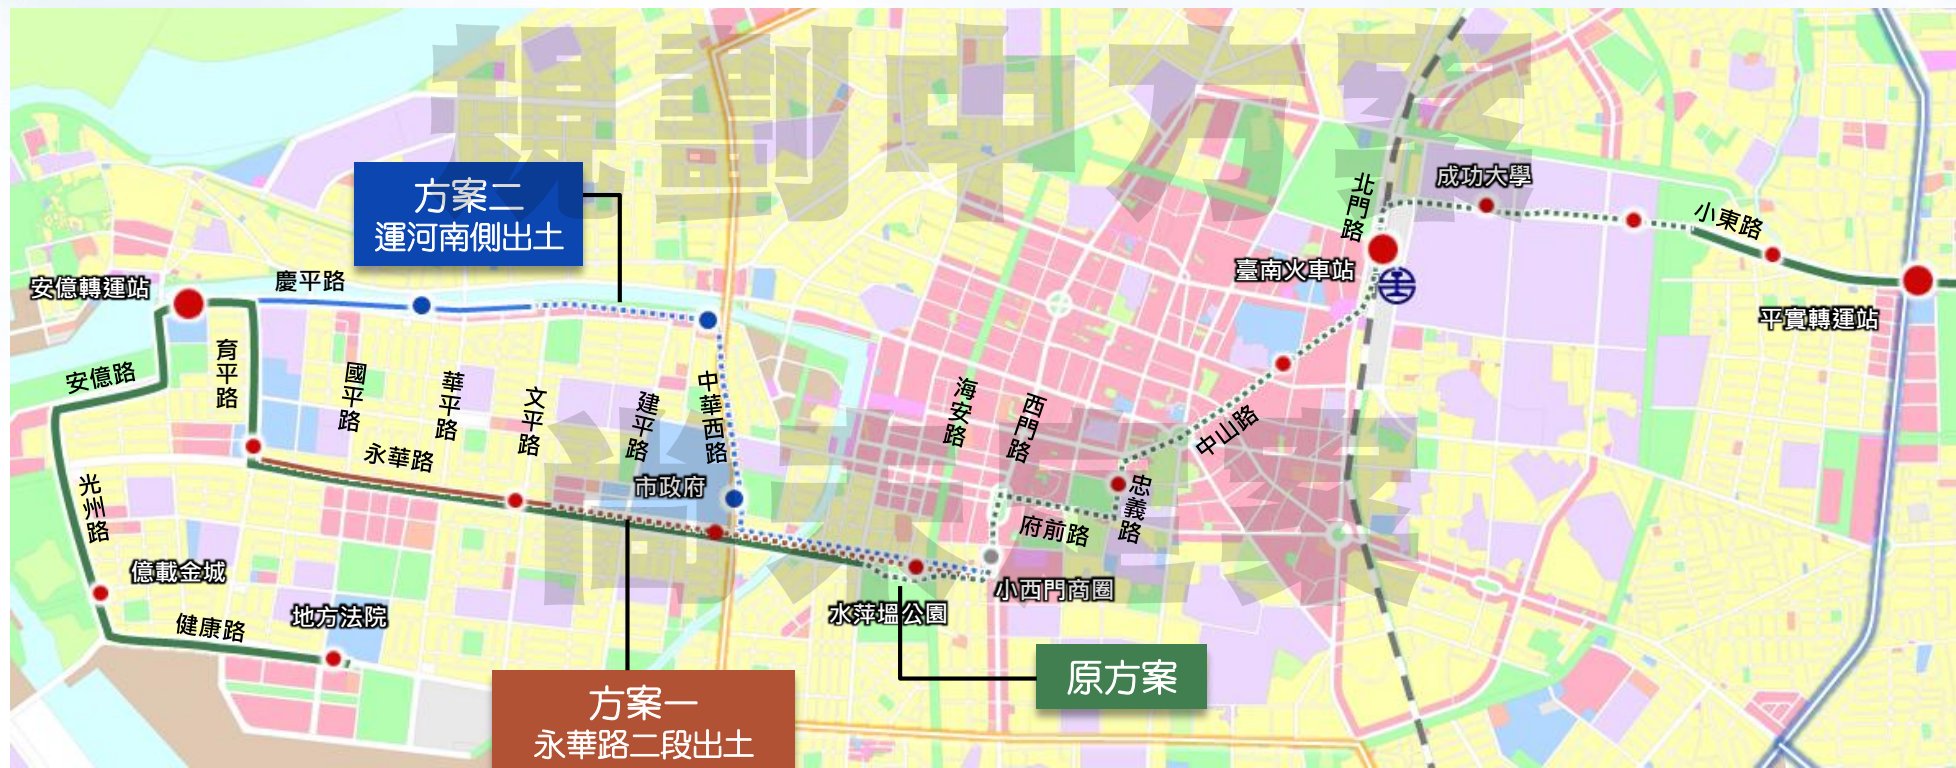 規劃中方案
尚未定案
方案二
運河南側出土
安億轉運站
慶平路
安億路
育平路
國平路
華平路
文平路
建平路
中華西路
永華路
市政府
光州路
億載金城
健康路
地方法院
方案一
永華路二段出土
水萍塭公園
原方案
小西門商圈
海安路
西門路
府前路
忠義路
中山路
臺南火車站
北門路
成功大學
小東路
平實轉運站